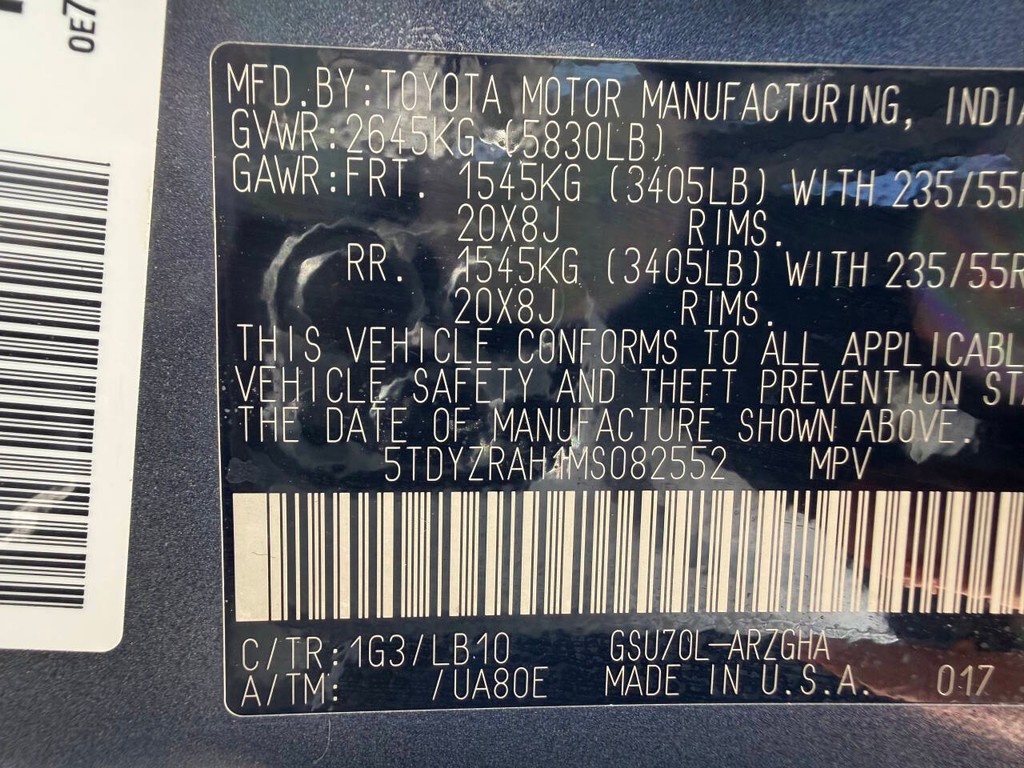 0E7
MFD.BY:TOYOTA MOTOR MANUFACTURING, INDIA
GVWR:2645KG (5830LB)
GAWR:FRT. 1545KG (3405LB) WITH 235/55R
20X8J RIMS.
RR. 1545KG (3405LB) WITH 235/55R
20X8J RIMS.
THIS VEHICLE CONFORMS TO ALL APPLICABL
VEHICLE SAFETY AND THEFT PREVENTION STA
THE DATE OF MANUFACTURE SHOWN ABOVE.
5TDYZRAH1MS082552 MPV
C/TR:1G3/LB10 GSU70L-ARZGHA
A/TM: /UA80E MADE IN U.S.A. 017